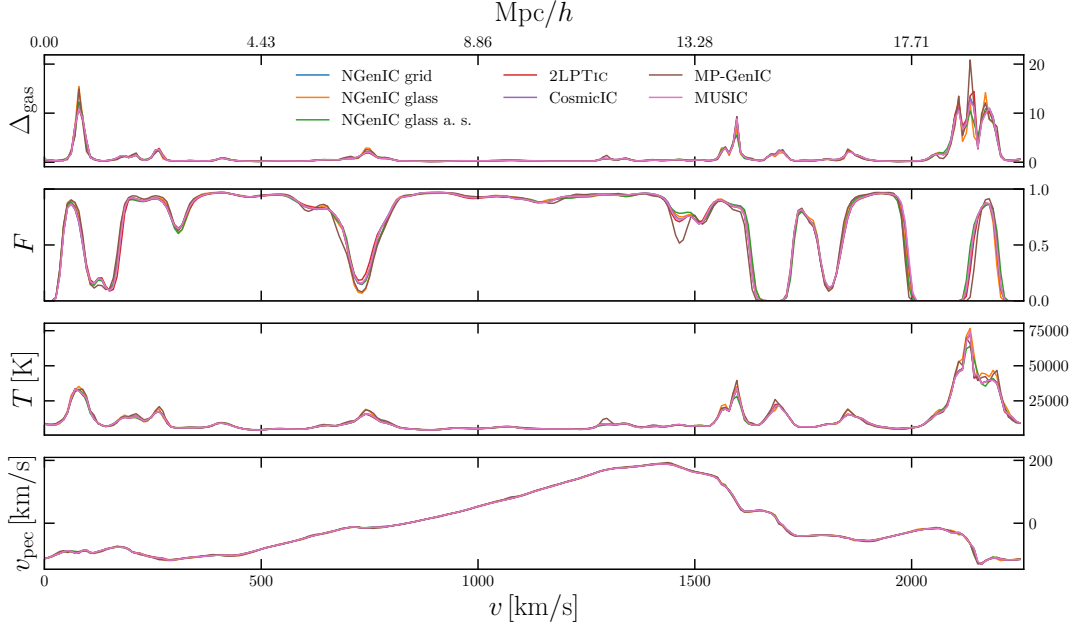 Mpc/h
0.00 4.43 8.86 13.28 17.71
NGenIC grid 2LPTIC MP-GenIC
NGenIC glass CosmicIC MUSIC
NGenIC glass a. s.
Δgas
20
10
0
F
1.0
0.5
0.0
T [K]
75000
50000
25000
vpec [km/s]
200
0
0 500 1000 1500 2000
v [km/s]